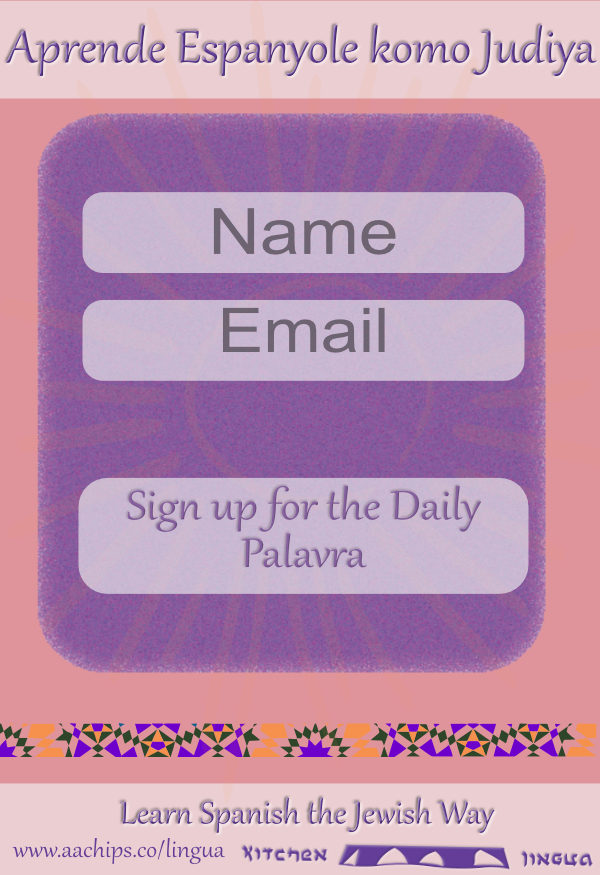 Aprende Espanyole komo Judiya
Name
Email
Sign up for the Daily
Palavra
Learn Spanish the Jewish Way
www.aachips.co/lingua KITCHEN LINGUA